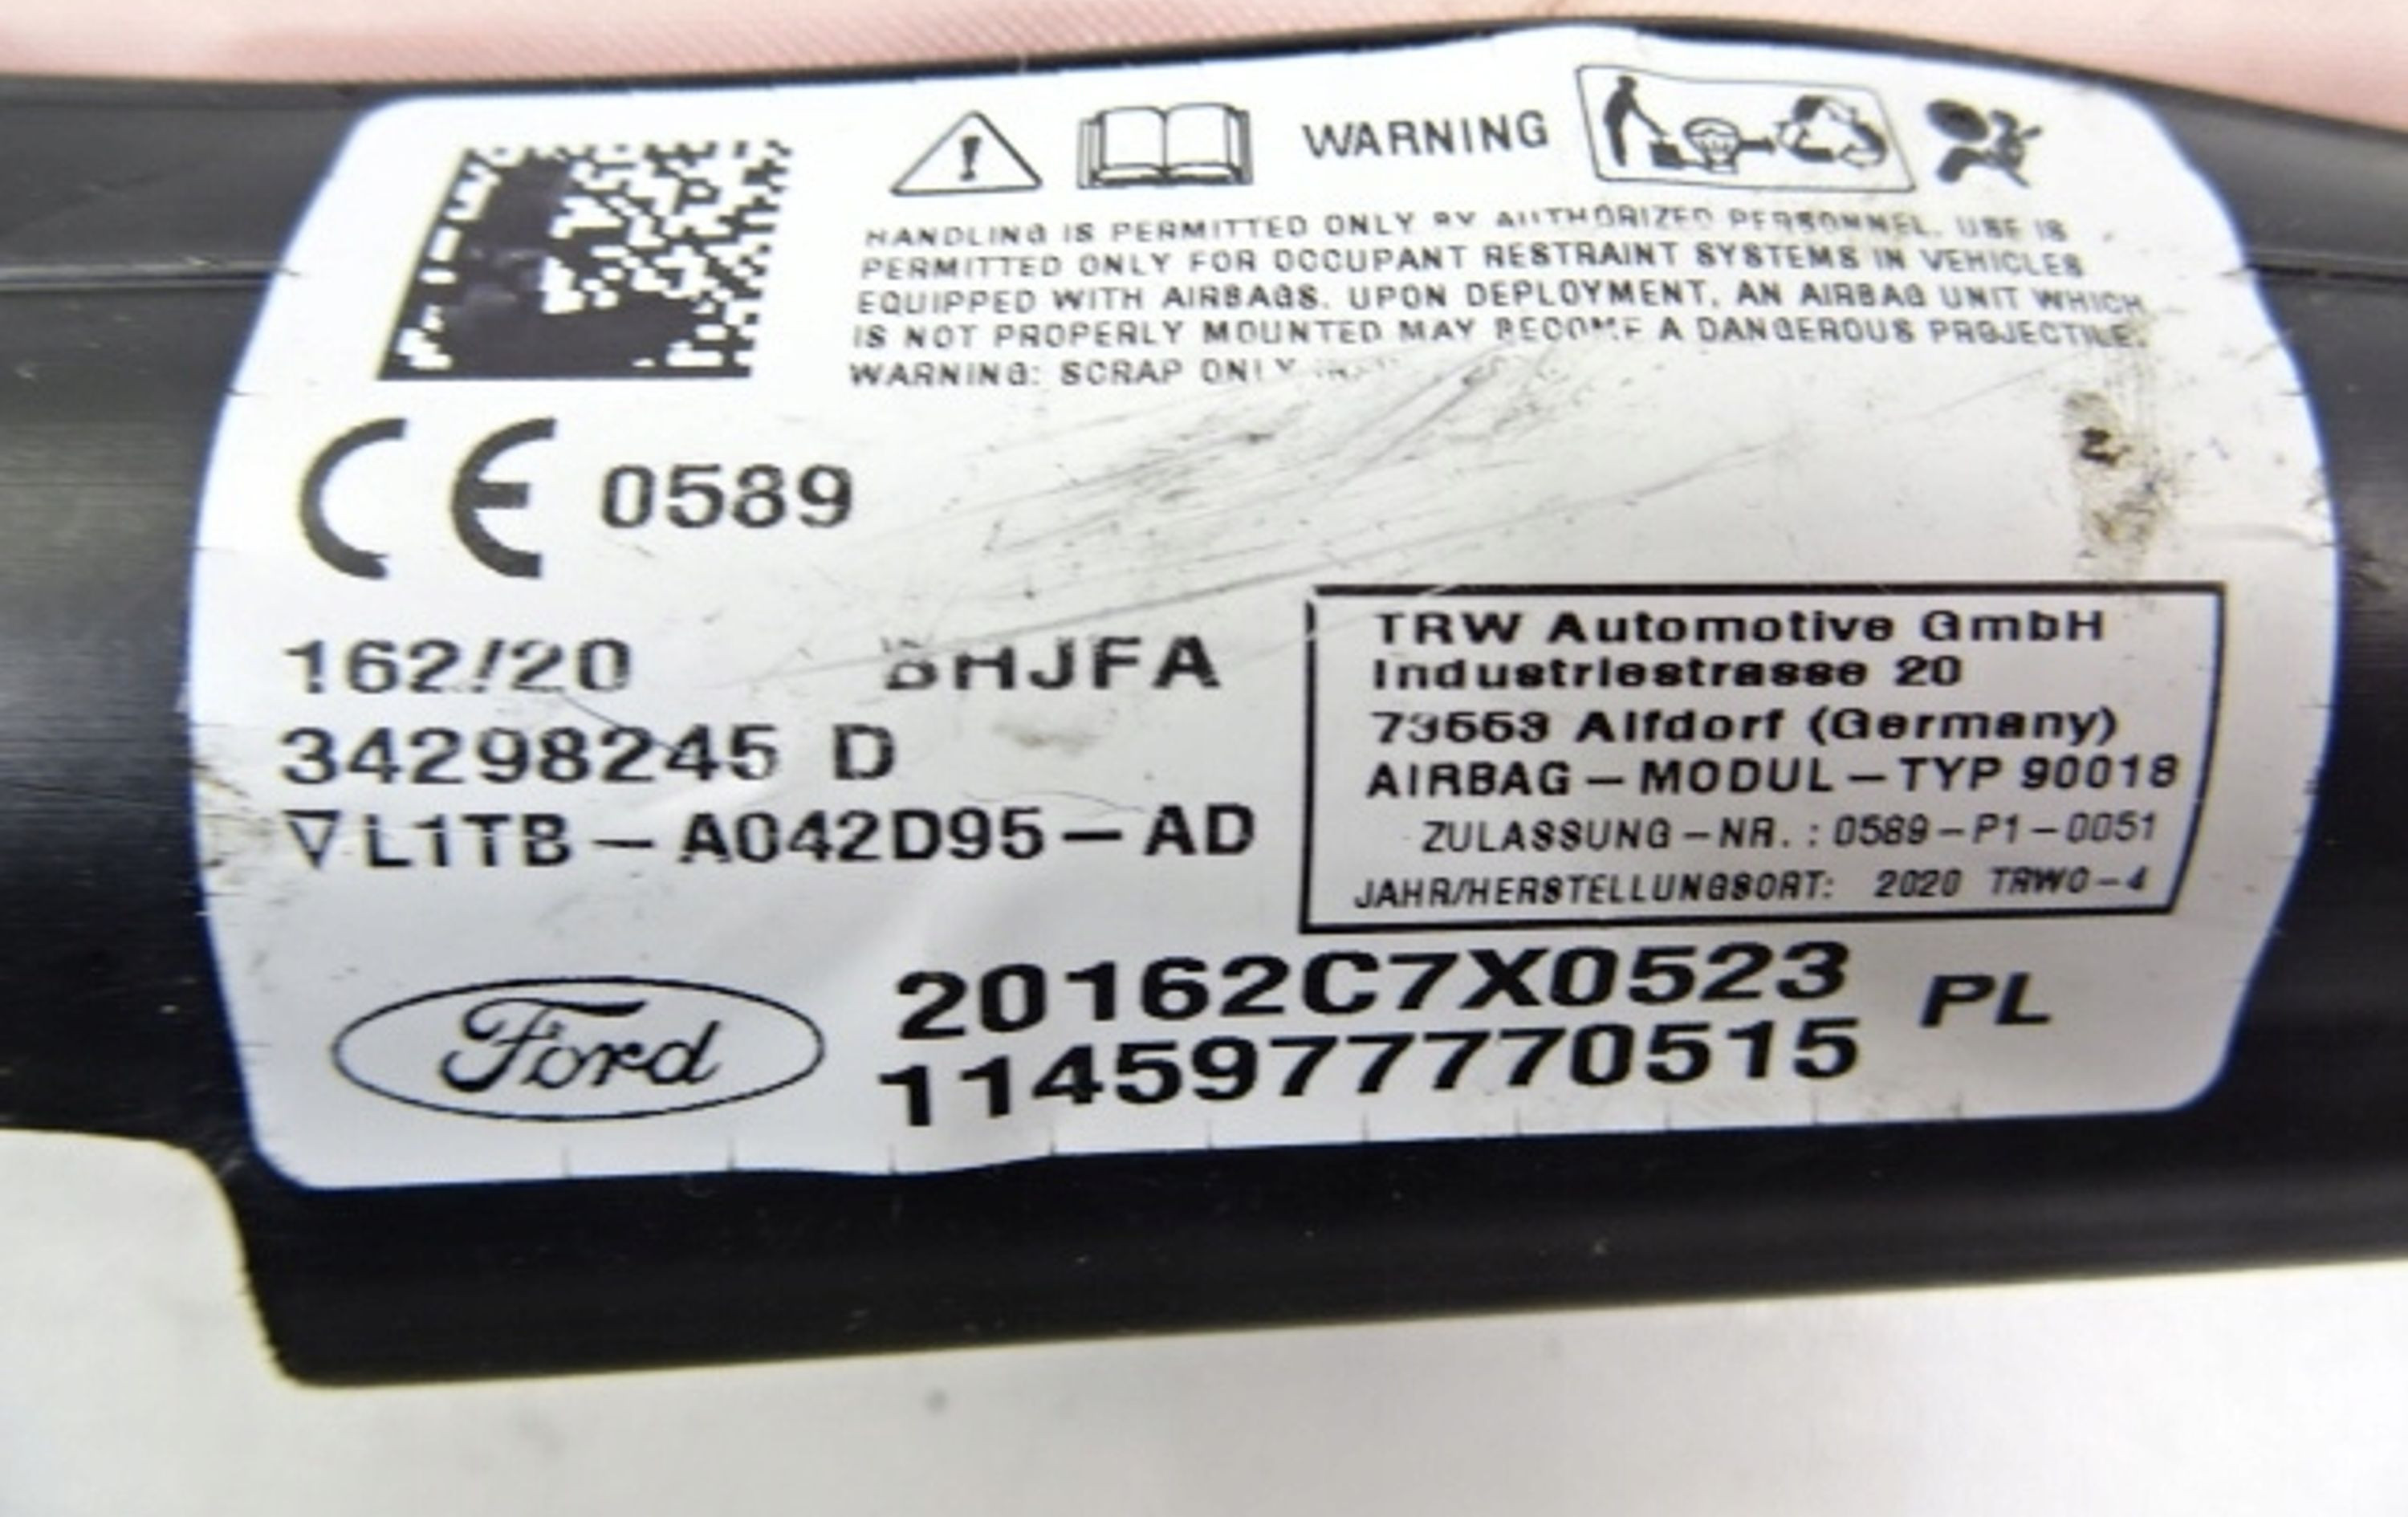 WARNING
HANDLING IS PERMITTED ONLY BY AUTHORIZED PERSONNEL. USE IS
PERMITTED ONLY FOR OCCUPANT RESTRAINT SYSTEMS IN VEHICLES
EQUIPPED WITH AIRBAGS. UPON DEPLOYMENT, AN AIRBAG UNIT WHICH
IS NOT PROPERLY MOUNTED MAY BECOME A DANGEROUS PROJECTILE.
WARNING: SCRAP ONLY
CE 0589
162/20 BHJFA
34298245 D
L1TB-A042D95-AD
TRW Automotive GmbH
Industriestrasse 20
73553 Alfdorf (Germany)
AIRBAG-MODUL-TYP 90018
ZULASSUNG-NR.: 0589-P1-0051
JAHR/HERSTELLUNGSORT: 2020 TRWO-4
Ford
20162C7X0523
1145977770515
PL